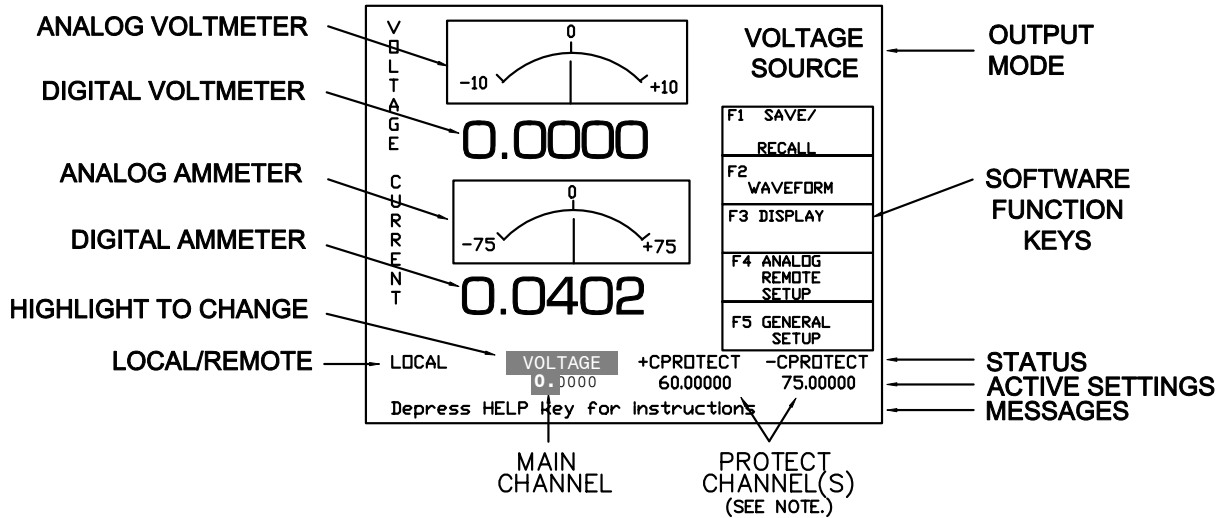 ANALOG VOLTMETER
DIGITAL VOLTMETER
ANALOG AMMETER
DIGITAL AMMETER
HIGHLIGHT TO CHANGE
LOCAL/REMOTE
VOLTAGE
CURRENT
0
-10
+10
0.0000
0
-75
+75
0.0402
VOLTAGE
SOURCE
F1 SAVE/
RECALL
F2
WAVEFORM
F3 DISPLAY
F4 ANALOG
REMOTE
SETUP
F5 GENERAL
SETUP
LOCAL
VOLTAGE
+CPROTECT
-CPROTECT
0.0000
60.00000
75.00000
Depress HELP key for Instructions
OUTPUT
MODE
SOFTWARE
FUNCTION
KEYS
STATUS
ACTIVE SETTINGS
MESSAGES
MAIN
CHANNEL
PROTECT
CHANNEL(S)
(SEE NOTE.)